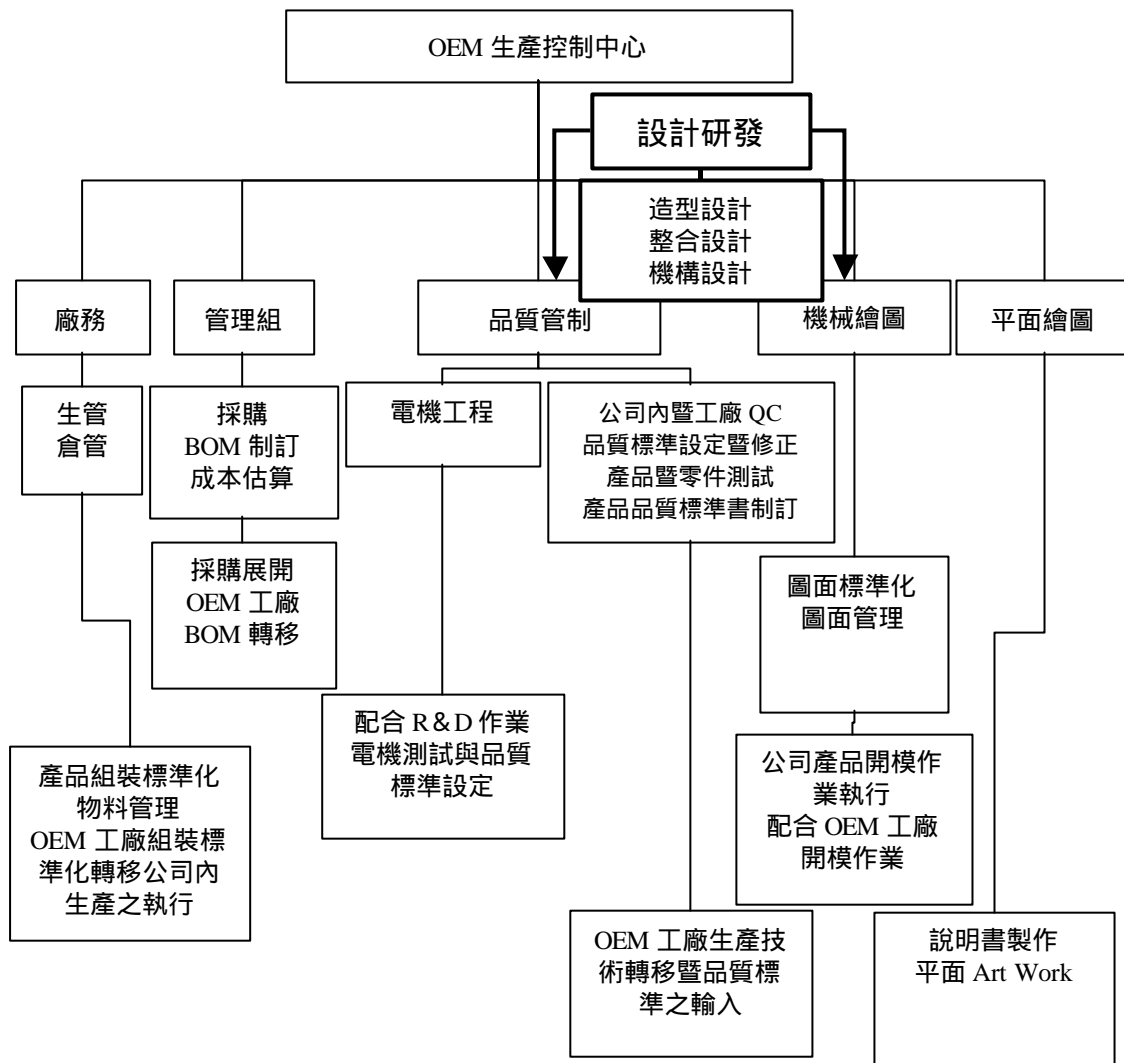 OEM 生產控制中心
設計研發
造型設計
整合設計
機構設計
廠務
管理組
品質管制
機械繪圖
平面繪圖
生管
倉管
採購
BOM 制訂
成本估算
電機工程
公司內暨工廠 QC
品質標準設定暨修正
產品暨零件測試
產品品質標準書制訂
採購展開
OEM 工廠
BOM 轉移
圖面標準化
圖面管理
配合 R＆D 作業
電機測試與品質
標準設定
產品組裝標準化
物料管理
OEM 工廠組裝標
準化轉移公司內
生產之執行
公司產品開模作
業執行
配合 OEM 工廠
開模作業
OEM 工廠生產技
術轉移暨品質標
準之輸入
說明書製作
平面 Art Work